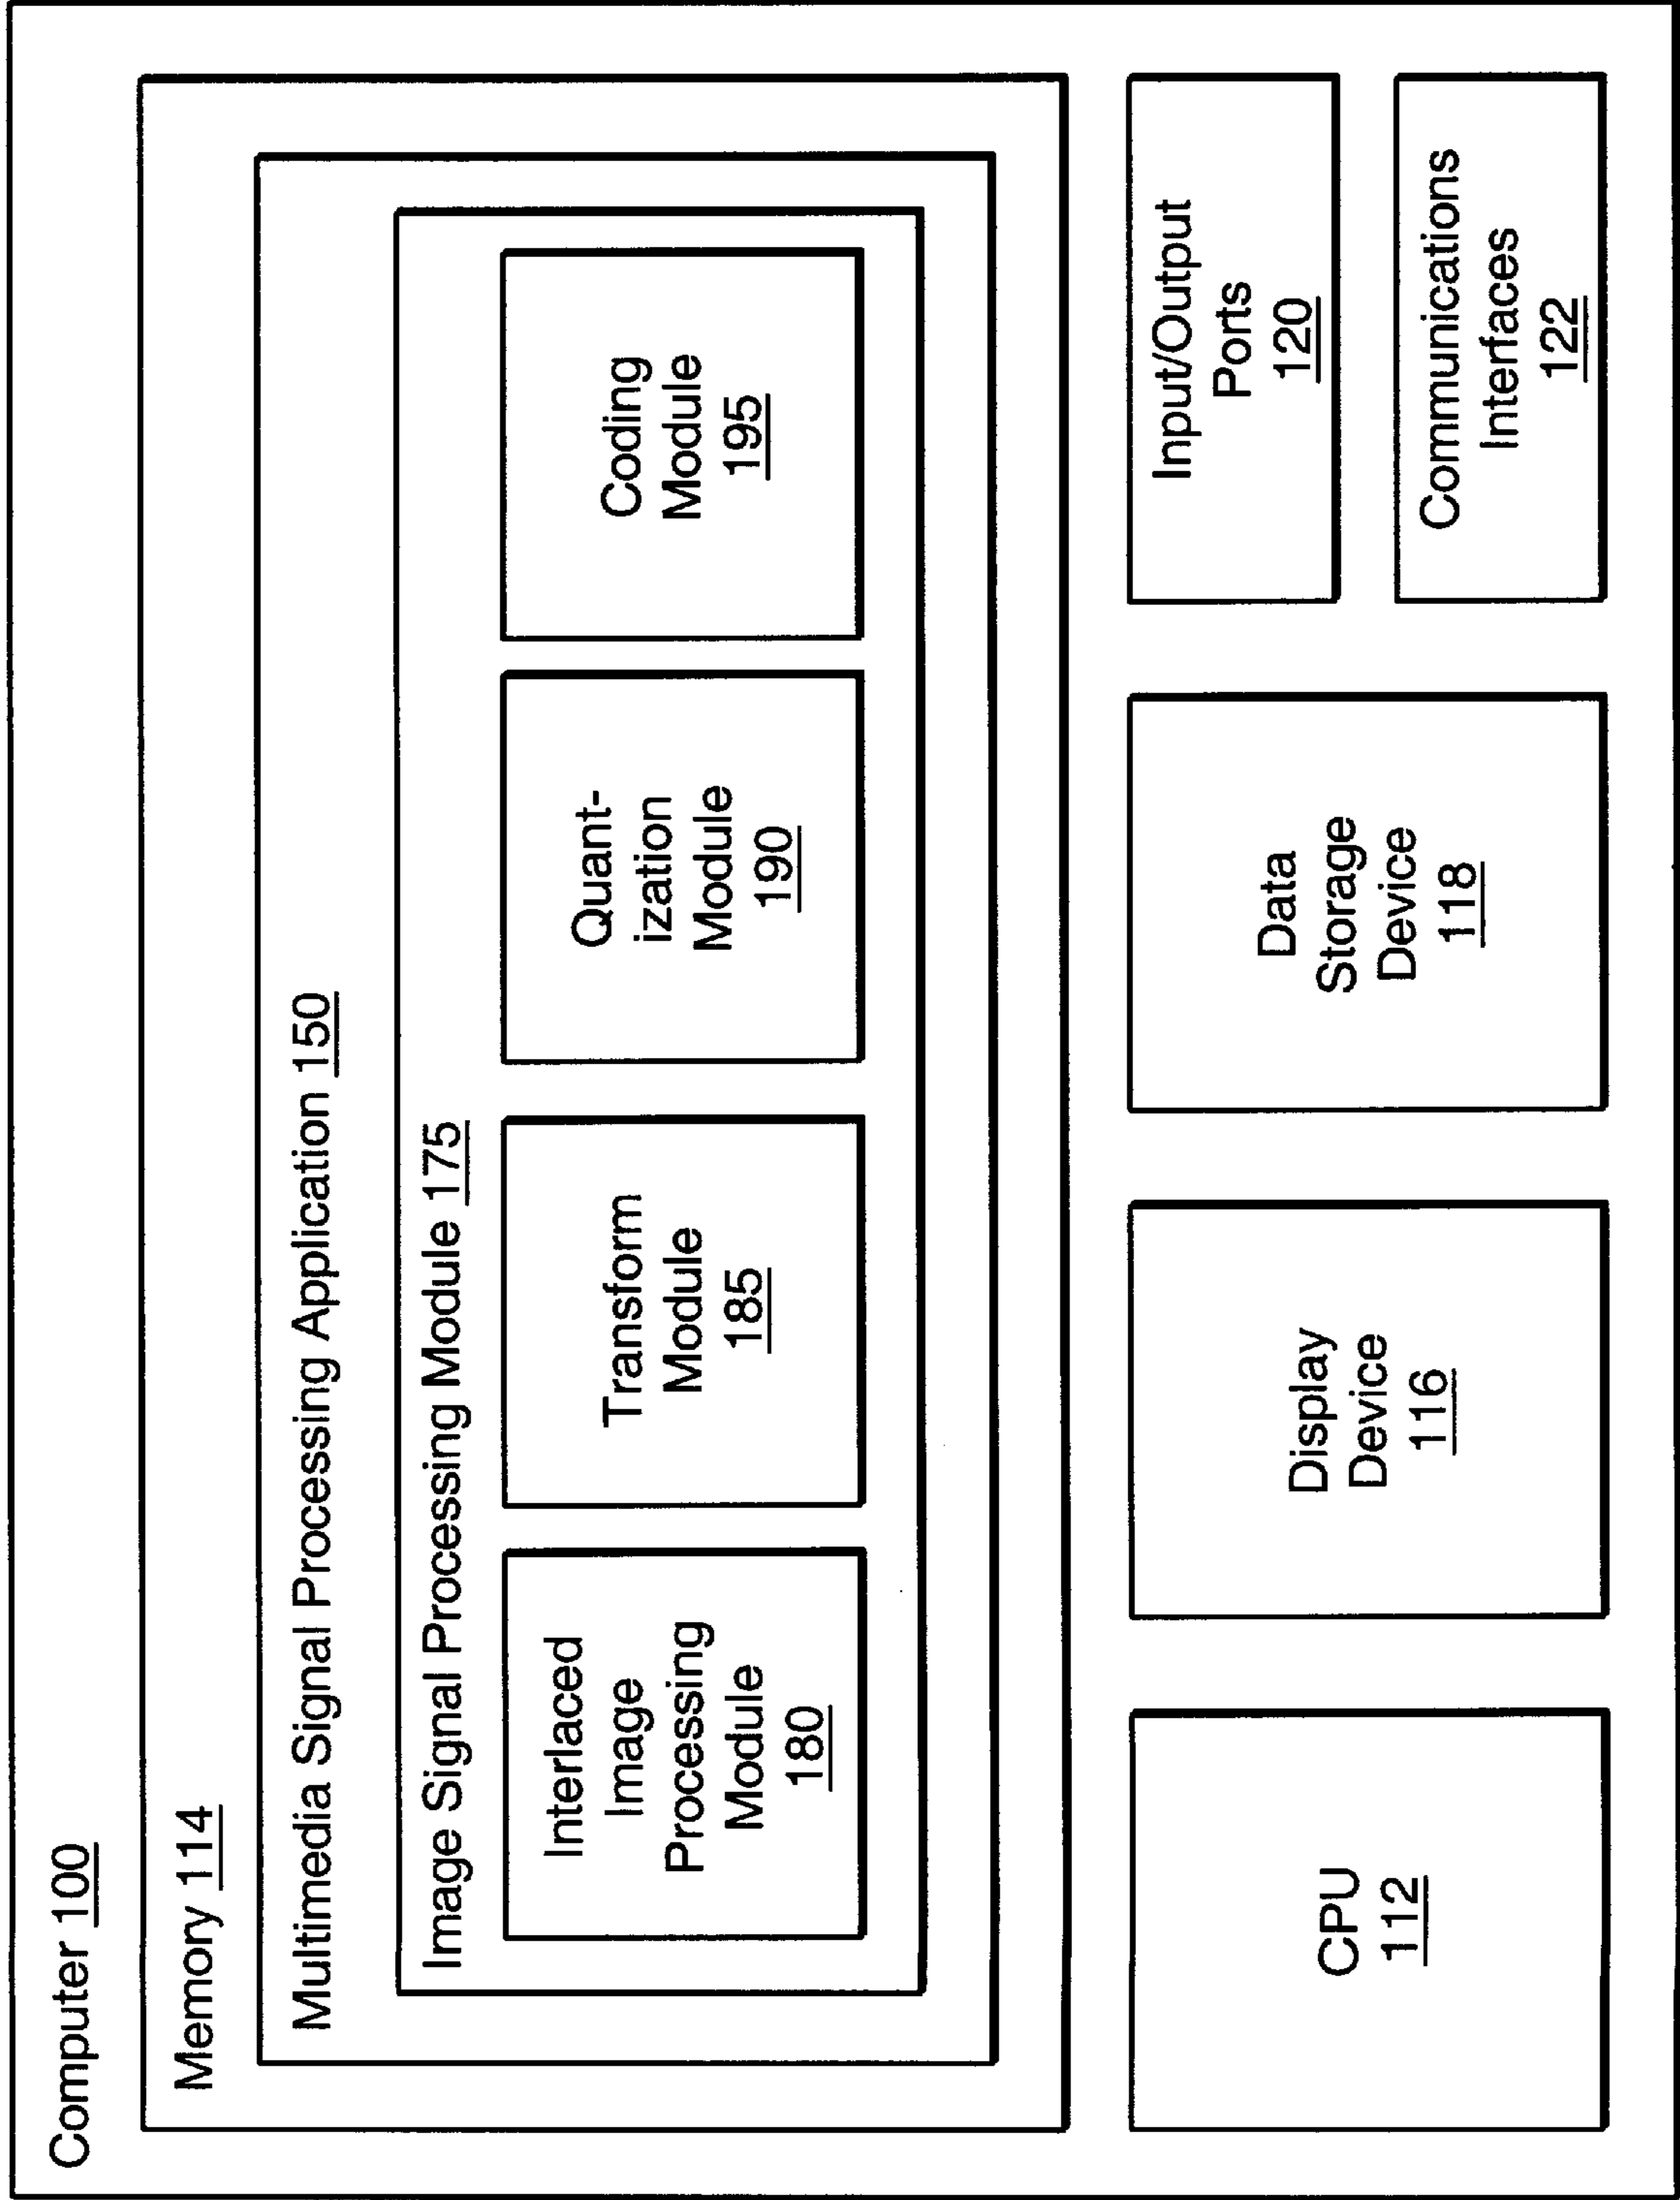 Computer 100
Memory 114
Multimedia Signal Processing Application 150
Image Signal Processing Module 175
Interlaced
Image
Processing
Module
180
Transform
Module
185
Quant-
ization
Module
190
Coding
Module
195
CPU
112
Display
Device
116
Data
Storage
Device
118
Input/Output
Ports
120
Communications
Interfaces
122